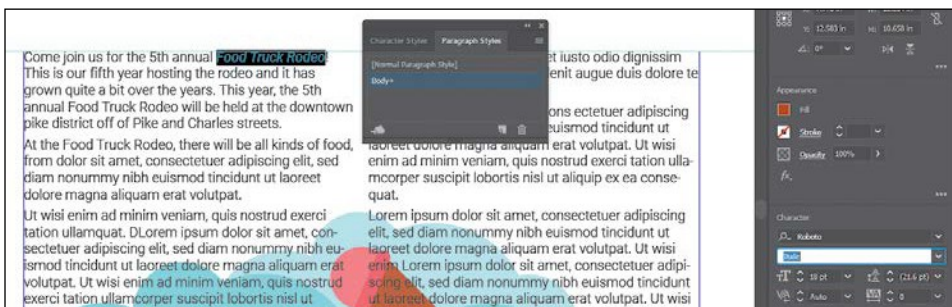 Come join us for the 5th annual Food Truck Rodeo!
This is our fifth year hosting the rodeo and it has
grown quite a bit over the years. This year, the 5th
annual Food Truck Rodeo will be held at the downtown
pike district off of Pike and Charles streets.
At the Food Truck Rodeo, there will be all kinds of food,
from dolor sit amet, consectetuer adipiscing elit, sed
diam nonummy nibh euismod tincidunt ut laoreet
dolore magna aliquam erat volutpat.
Ut wisi enim ad minim veniam, quis nostrud exerci
tation ullamquat. DLorem ipsum dolor sit amet, con-
sectetuer adipiscing elit, sed diam nonummy nibh eu-
ismod tincidunt ut laoreet dolore magna aliquam erat
volutpat. Ut wisi enim ad minim veniam, quis nostrud
exerci tation ullamcorper suscipit lobortis nisl ut
et iusto odio dignissim
enit augue duis dolore te
ons ectetuer adipiscing
euismod tincidunt ut
laoreet dolore magna aliquam erat volutpat. Ut wisi
enim ad minim veniam, quis nostrud exerci tation ulla-
mcorper suscipit lobortis nisl ut aliquip ex ea conse-
quat.
Lorem ipsum dolor sit amet, consectetuer adipiscing
elit, sed diam nonummy nibh euismod tincidunt ut
laoreet dolore magna aliquam erat volutpat. Ut wisi
enim Lorem ipsum dolor sit amet, consectetuer adipi-
scing elit, sed diam nonummy nibh euismod tincidunt
ut laoreet dolore magna aliquam erat volutpat. Ut wisi
Character Styles Paragraph Styles
[Normal Paragraph Style]
Body+
12.583 in 10.658 in
0°
Appearance
Fill
Stroke
Opacity 100%
fx.
Character
Roboto
Italic
18 pt (21.6 pt)
Auto 0